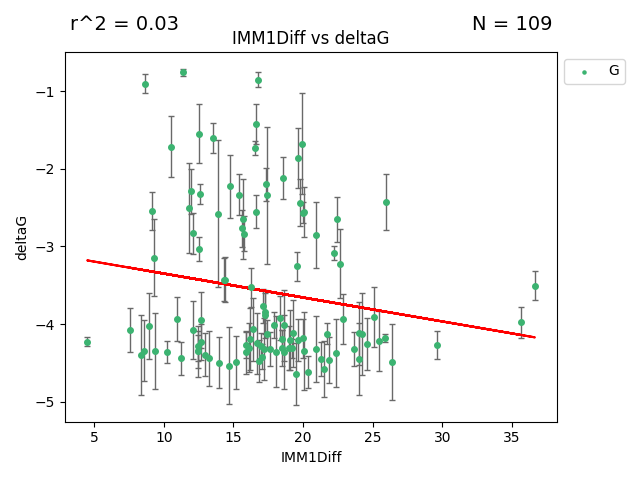 r^2 = 0.03
N = 109
IMM1Diff vs deltaG
G
deltaG
−1
−2
−3
−4
−5
5 10 15 20 25 30 35
IMM1Diff